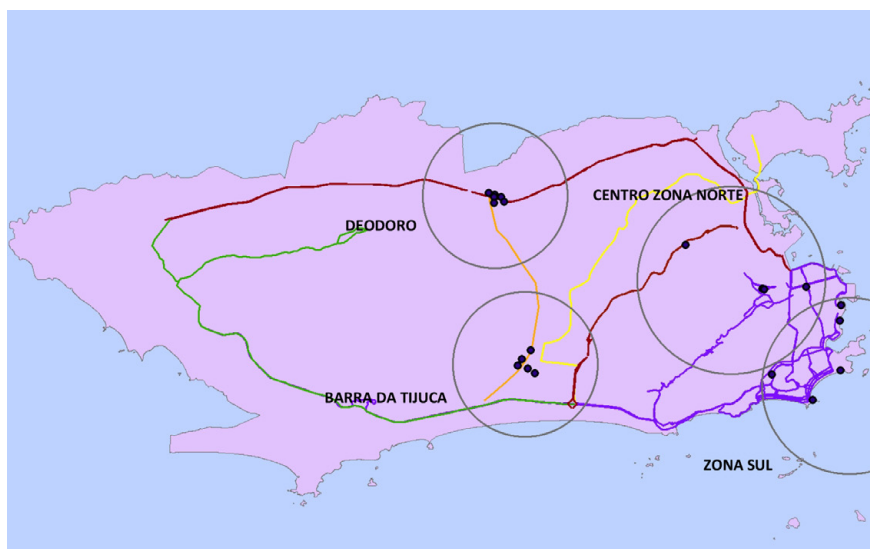 CENTRO ZONA NORTE
DEODORO
BARRA DA TIJUCA
ZONA SUL